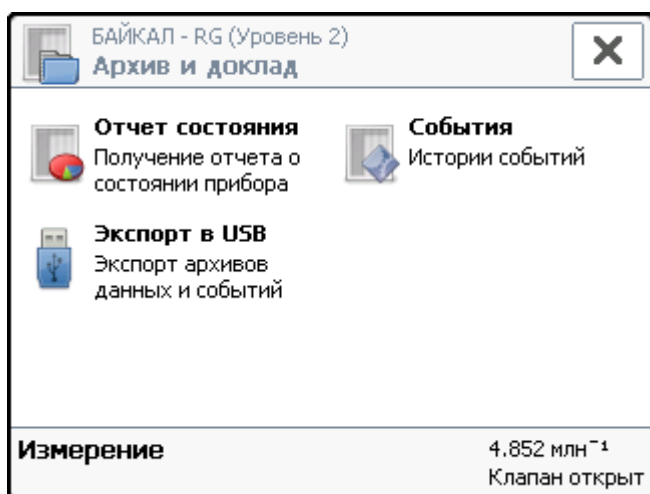 БАЙКАЛ - RG (Уровень 2)
Архив и доклад
Отчет состояния
Получение отчета о
состоянии прибора
События
Истории событий
Экспорт в USB
Экспорт архивов
данных и событий
Измерение
4.852 млн⁻¹
Клапан открыт